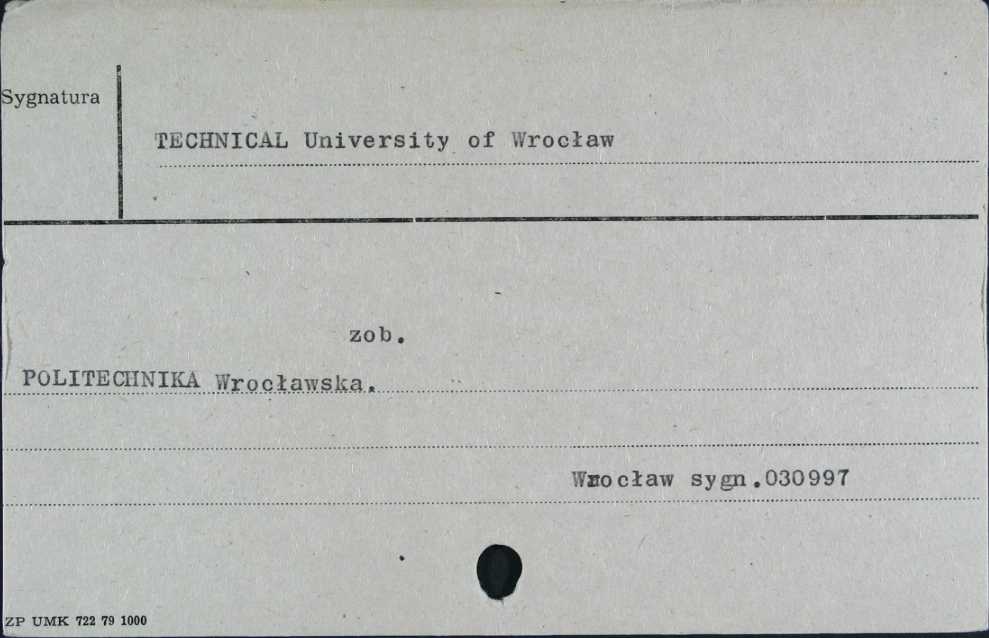 Sygnatura
TECHNICAL University of Wrocław
zob.
POLITECHNIKA Wrocławska.
Wrocław sygn.030997
ZP UMK 722 79 1000